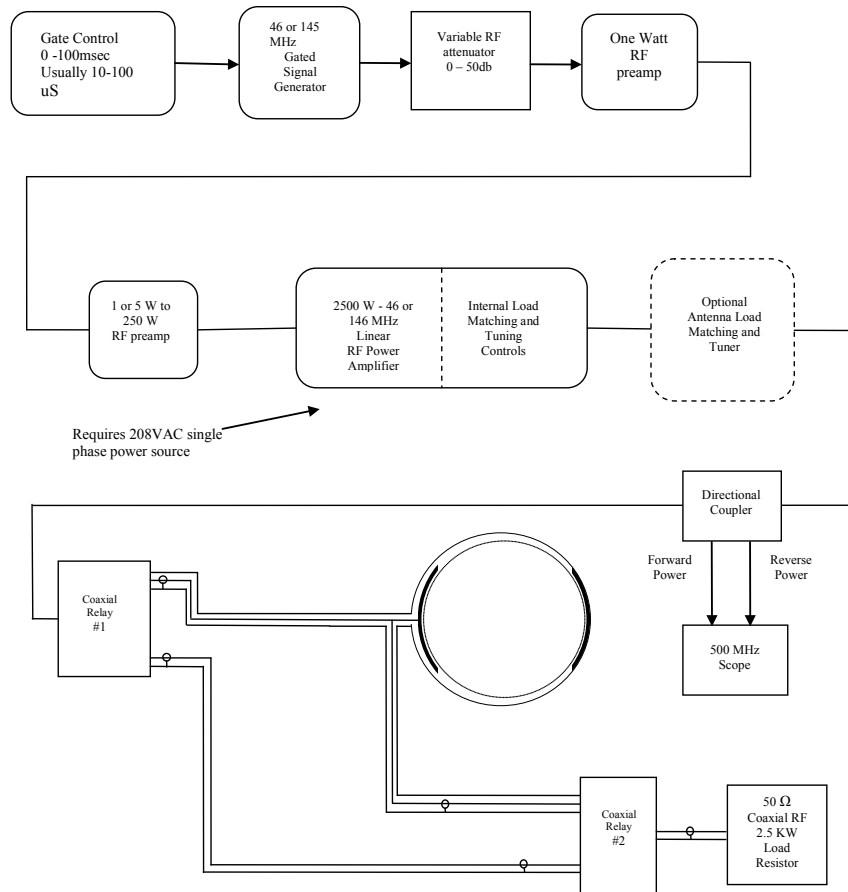 Gate Control
0 -100msec
Usually 10-100
uS
46 or 145
MHz
Gated
Signal
Generator
Variable RF
attenuator
0 – 50db
One Watt
RF
preamp
1 or 5 W to
250 W
RF preamp
2500 W - 46 or
146 MHz
Linear
RF Power
Amplifier
Internal Load
Matching and
Tuning
Controls
Optional
Antenna Load
Matching and
Tuner
Requires 208VAC single
phase power source
Directional
Coupler
Forward
Power
Reverse
Power
500 MHz
Scope
Coaxial
Relay
#1
Coaxial
Relay
#2
50 Ω
Coaxial RF
2.5 KW
Load
Resistor